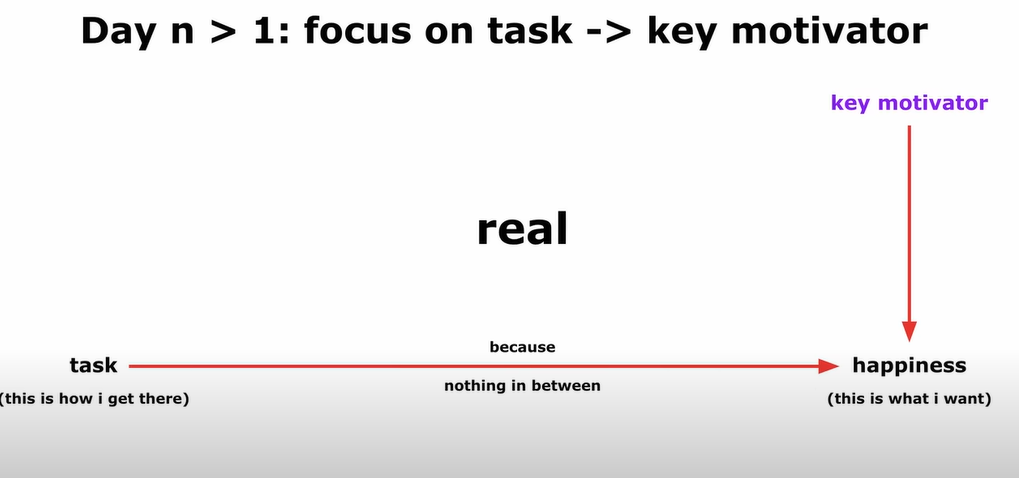 Day n > 1: focus on task -> key motivator
key motivator
real
because
task
happiness
nothing in between
(this is how i get there)
(this is what i want)